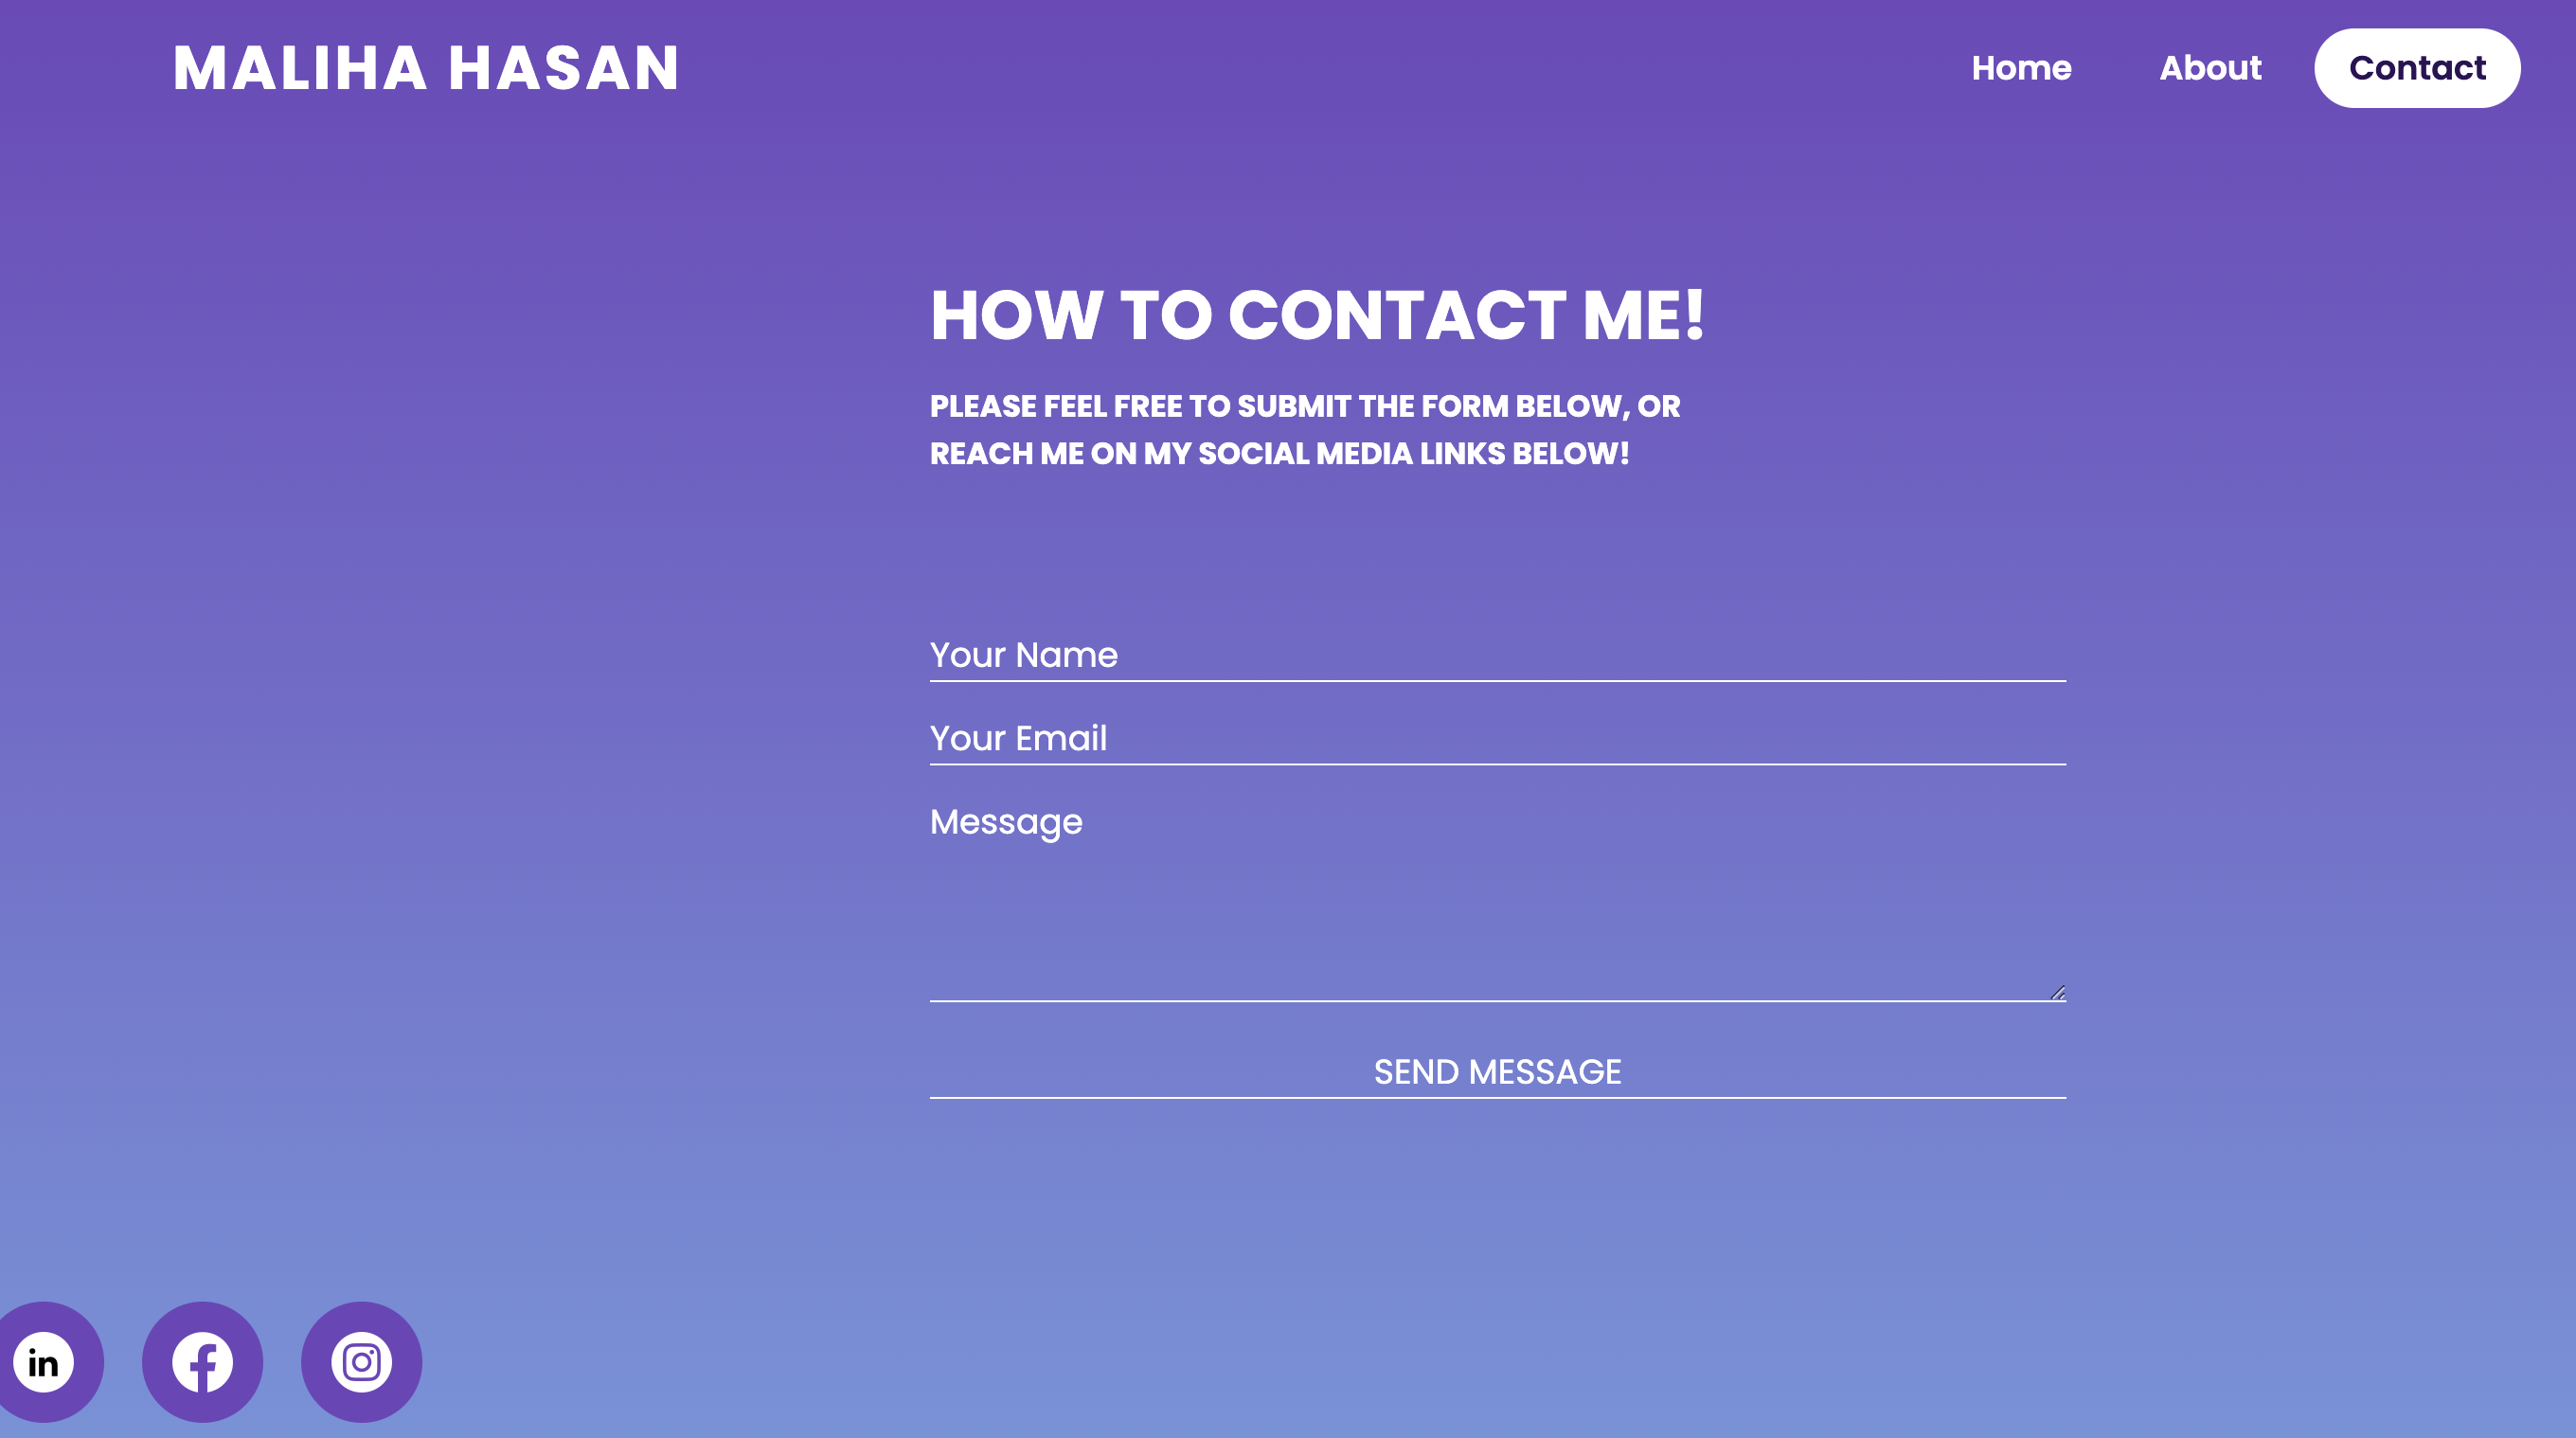 MALIHA HASAN
Home
About
Contact
HOW TO CONTACT ME!
PLEASE FEEL FREE TO SUBMIT THE FORM BELOW, OR
REACH ME ON MY SOCIAL MEDIA LINKS BELOW!
Your Name
Your Email
Message
SEND MESSAGE
in